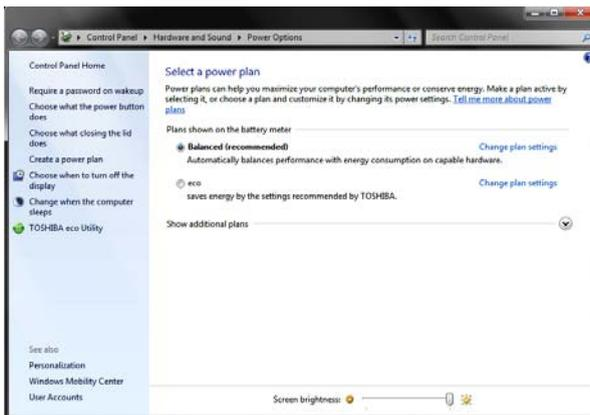 Control Panel
Hardware and Sound
Power Options
Search Control Panel
Control Panel Home
Require a password on wakeup
Choose what the power button
does
Choose what closing the lid
does
Create a power plan
Choose when to turn off the
display
Change when the computer
sleeps
TOSHIBA eco Utility
See also
Personalization
Windows Mobility Center
User Accounts
Select a power plan
Power plans can help you maximize your computer's performance or conserve energy. Make a plan active by
selecting it, or choose a plan and customize it by changing its power settings. Tell me more about power
plans
Plans shown on the battery meter
Balanced (recommended) Change plan settings
Automatically balances performance with energy consumption on capable hardware.
eco Change plan settings
saves energy by the settings recommended by TOSHIBA.
Show additional plans
Screen brightness: